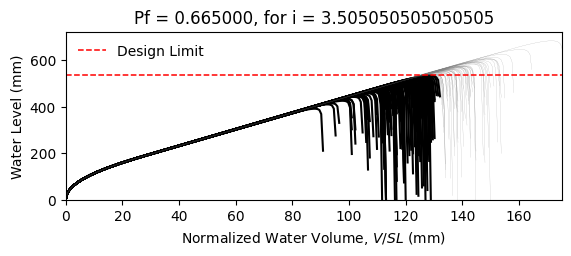 Pf = 0.665000, for i = 3.505050505050505
Design Limit
Water Level (mm)
600
400
200
0
0 20 40 60 80 100 120 140 160
Normalized Water Volume, V/SL (mm)